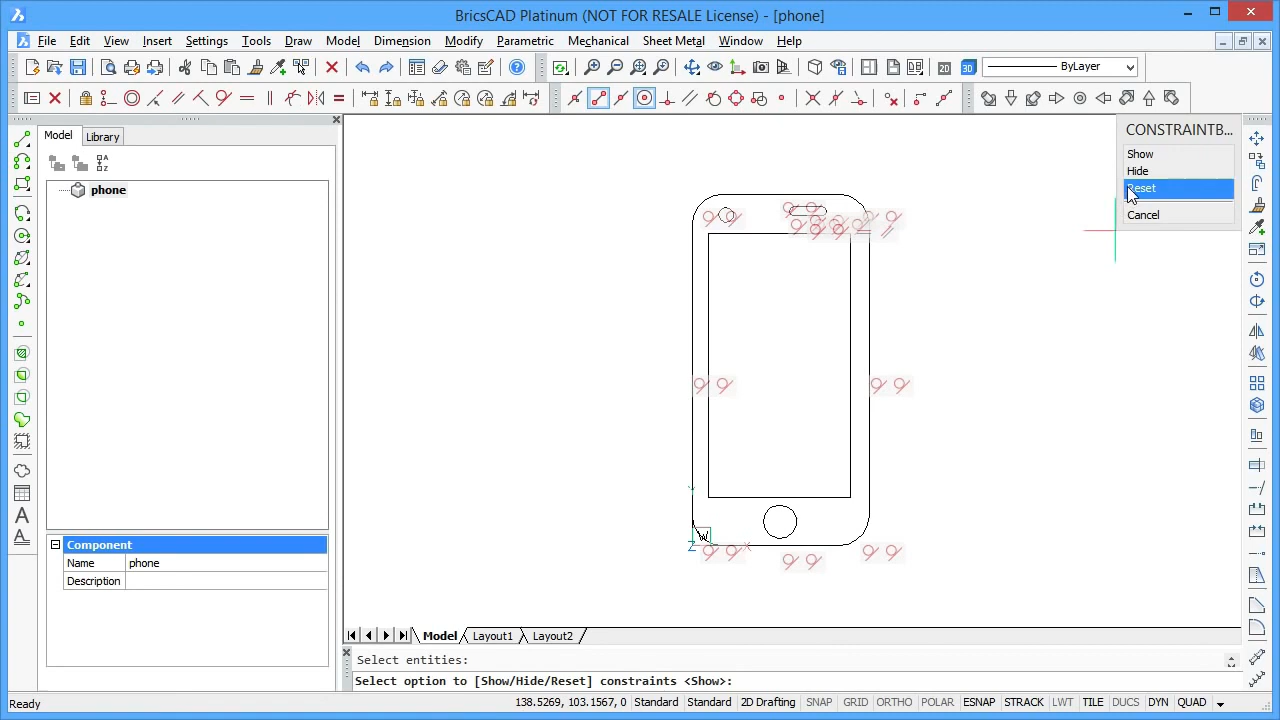 BricsCAD Platinum (NOT FOR RESALE License) - [phone]
File Edit View Insert Settings Tools Draw Model Dimension Modify Parametric Mechanical Sheet Metal Window Help
2D 3D ByLayer
Model Library
phone
CONSTRAINTB...
Show
Hide
Reset
Cancel
W
Z
Component
Name phone
Description
Model Layout1 Layout2
Select entities:
Select option to [Show/Hide/Reset] constraints <Show>:
Ready 138.5269, 103.1567, 0 Standard Standard 2D Drafting SNAP GRID ORTHO POLAR ESNAP STRACK LWT TILE DUCS DYN QUAD